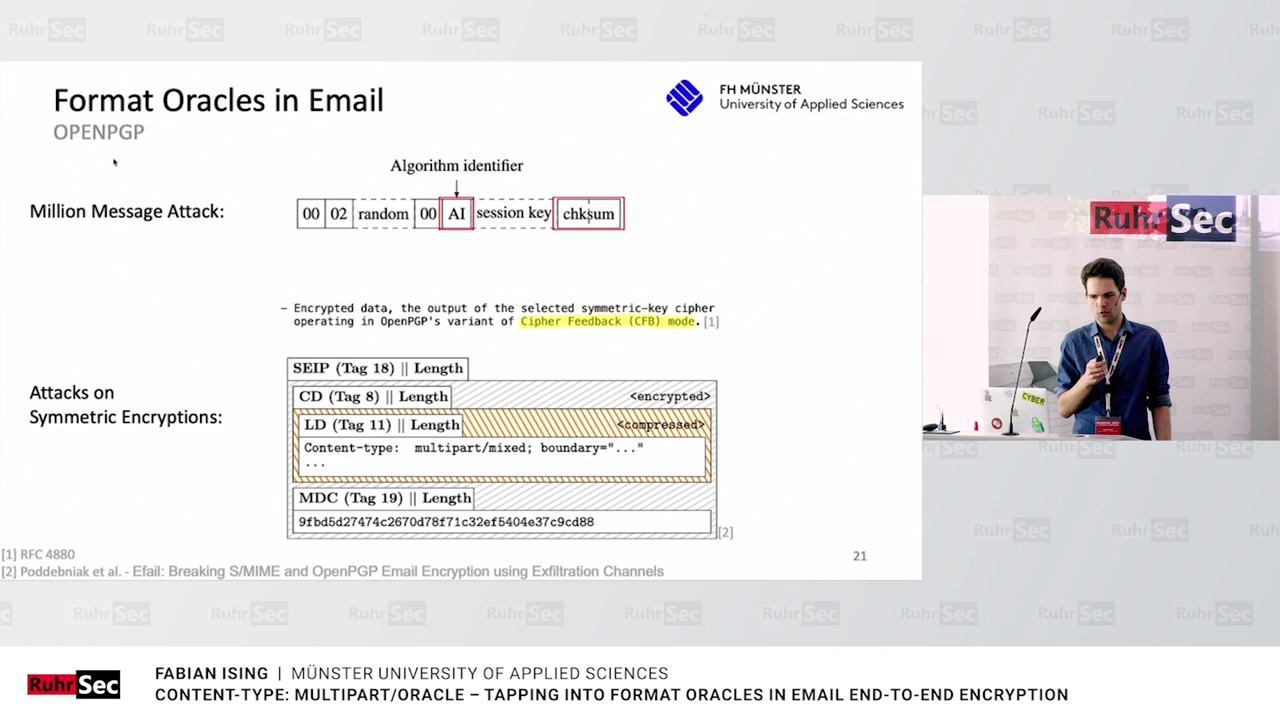 Format Oracles in Email
OPENPGP
FH MÜNSTER
University of Applied Sciences
Algorithm identifier
Million Message Attack:
00 02 random 00 AI session key chksum
– Encrypted data, the output of the selected symmetric-key cipher
operating in OpenPGP's variant of Cipher Feedback (CFB) mode. [1]
SEIP (Tag 18) || Length
CD (Tag 8) || Length <encrypted>
LD (Tag 11) || Length <compressed>
Content-type: multipart/mixed; boundary="..."
...
Attacks on
Symmetric Encryptions:
MDC (Tag 19) || Length
9fbd5d27474c2670d78f71c32ef5404e37c9cd88
[2]
[1] RFC 4880
[2] Poddebniak et al. - Efail: Breaking S/MIME and OpenPGP Email Encryption using Exfiltration Channels
21
RuhrSec
CYBER
RuhrSec
FABIAN ISING | MÜNSTER UNIVERSITY OF APPLIED SCIENCES
CONTENT-TYPE: MULTIPART/ORACLE – TAPPING INTO FORMAT ORACLES IN EMAIL END-TO-END ENCRYPTION